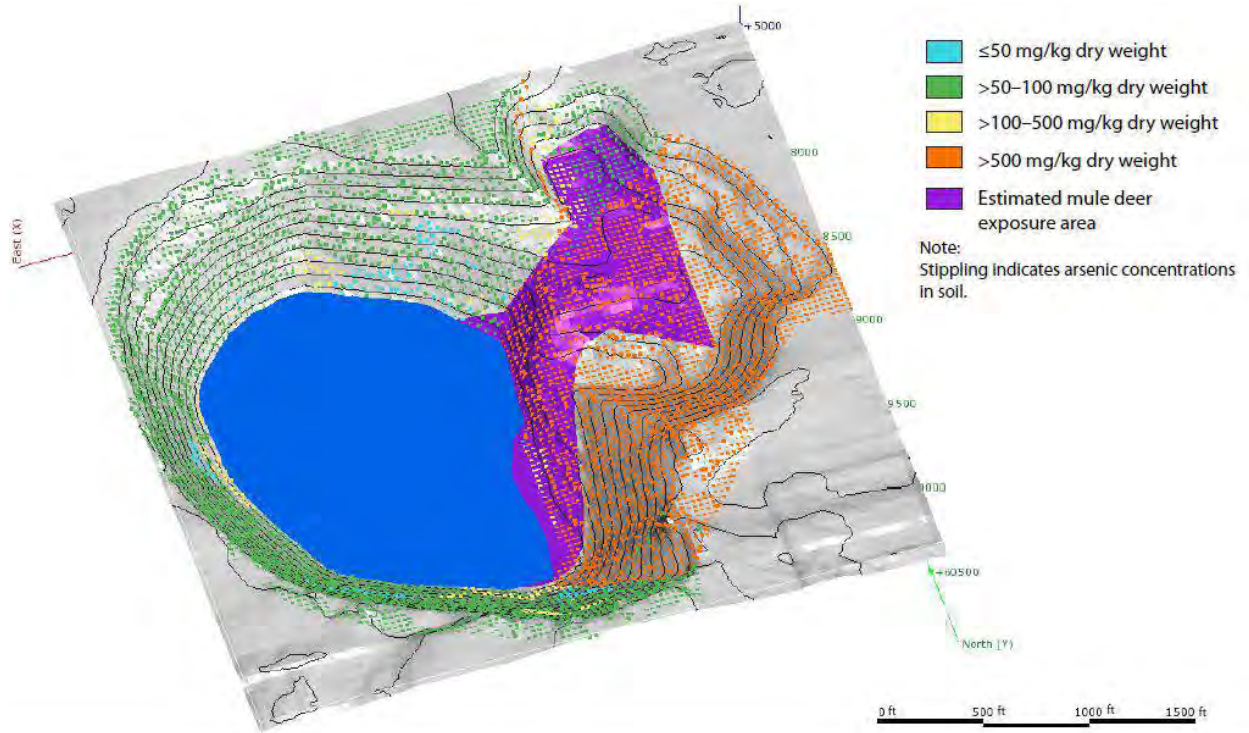 +5000
≤50 mg/kg dry weight
>50–100 mg/kg dry weight
>100–500 mg/kg dry weight
>500 mg/kg dry weight
Estimated mule deer
exposure area
Note:
Stippling indicates arsenic concentrations
in soil.
East (X)
8000
8500
9000
9500
0000
+60500
North (Y)
0 ft
500 ft
1000 ft
1500 ft